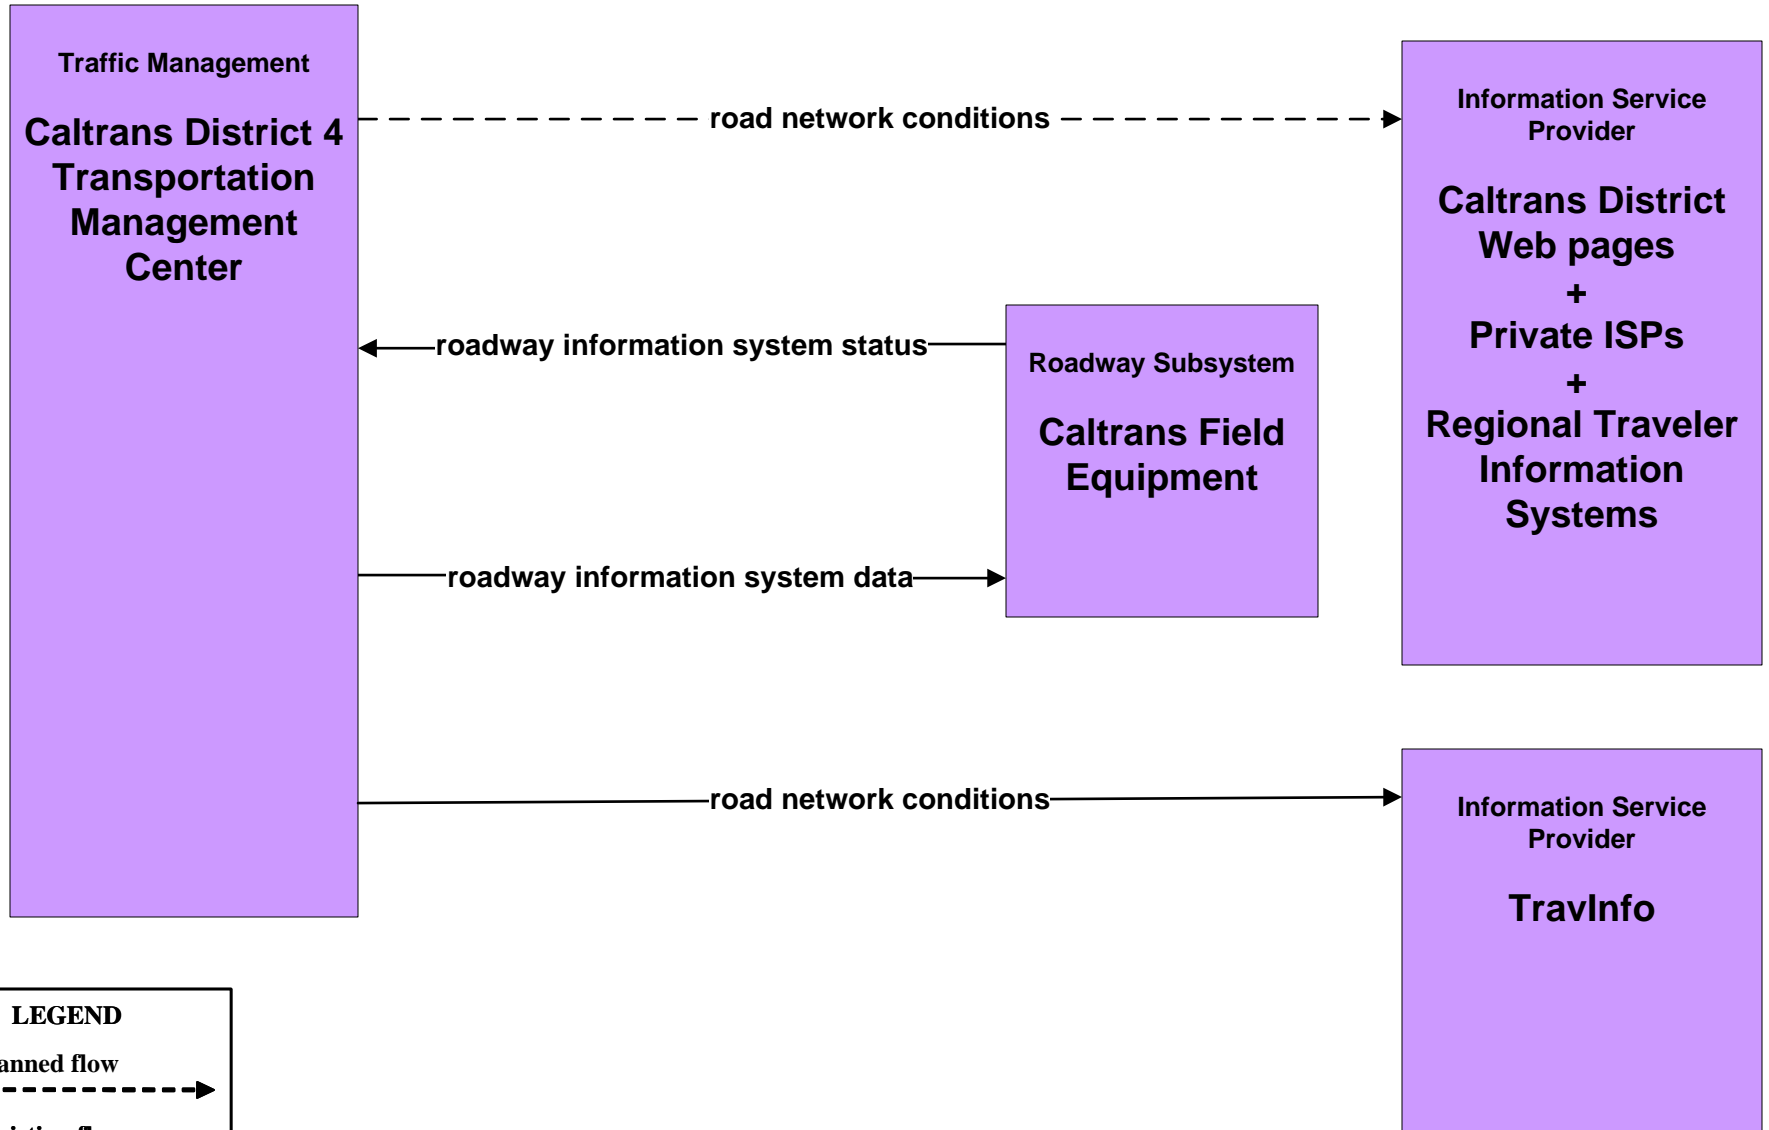 Traffic Management
Caltrans District 4
Transportation
Management
Center
road network conditions
Information Service
Provider
Caltrans District
Web pages
+
Private ISPs
+
Regional Traveler
Information
Systems
roadway information system status
Roadway Subsystem
Caltrans Field
Equipment
roadway information system data
road network conditions
Information Service
Provider
TravInfo
LEGEND
anned flow